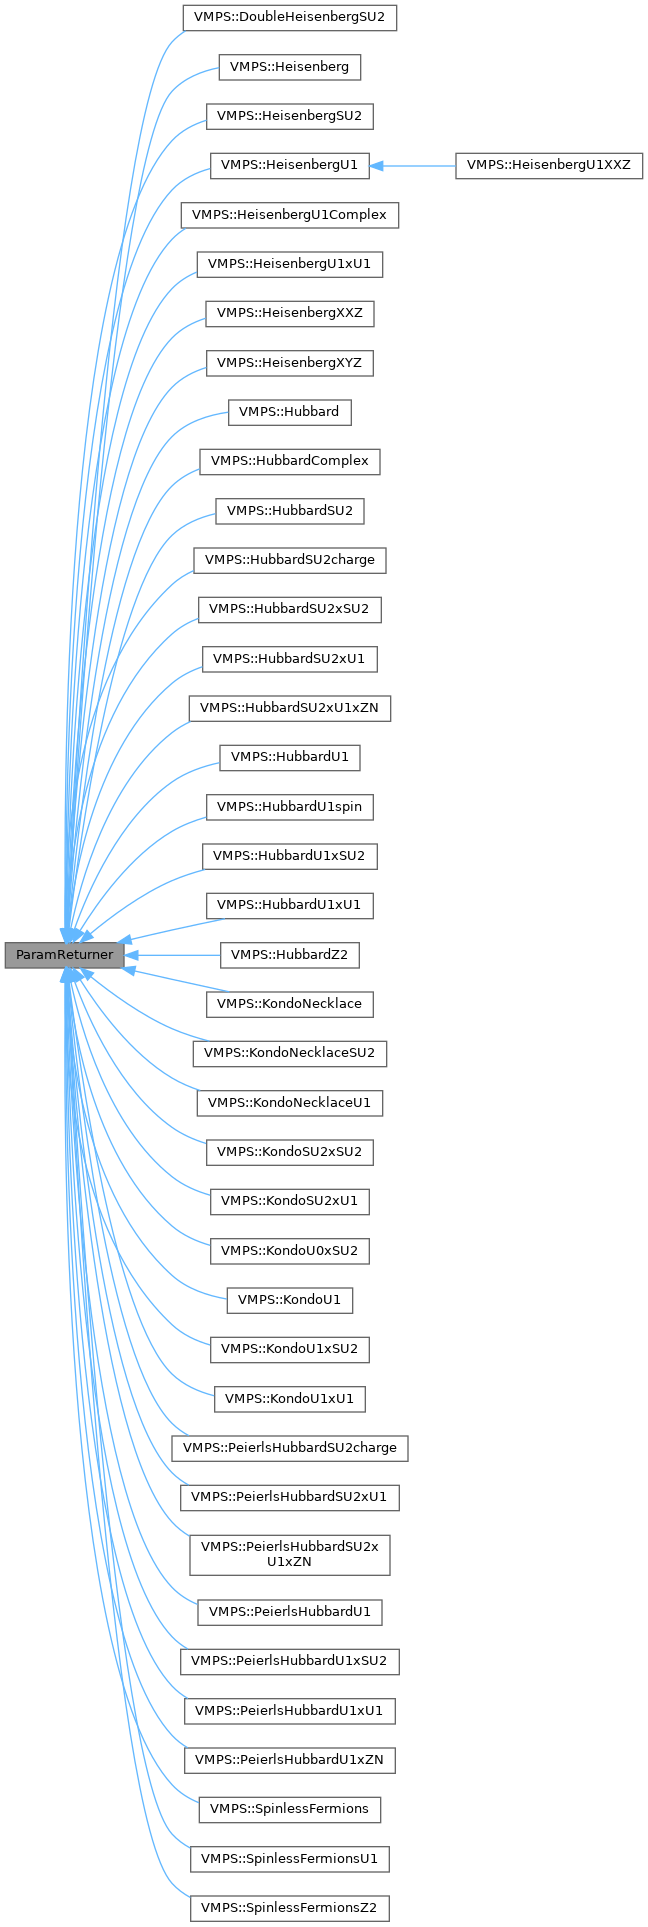 VMPS::DoubleHeisenbergSU2
VMPS::Heisenberg
VMPS::HeisenbergSU2
VMPS::HeisenbergU1
VMPS::HeisenbergU1XXZ
VMPS::HeisenbergU1Complex
VMPS::HeisenbergU1xU1
VMPS::HeisenbergXXZ
VMPS::HeisenbergXYZ
VMPS::Hubbard
VMPS::HubbardComplex
VMPS::HubbardSU2
VMPS::HubbardSU2charge
VMPS::HubbardSU2xSU2
VMPS::HubbardSU2xU1
VMPS::HubbardSU2xU1xZN
VMPS::HubbardU1
VMPS::HubbardU1spin
VMPS::HubbardU1xSU2
VMPS::HubbardU1xU1
ParamReturner
VMPS::HubbardZ2
VMPS::KondoNecklace
VMPS::KondoNecklaceSU2
VMPS::KondoNecklaceU1
VMPS::KondoSU2xSU2
VMPS::KondoSU2xU1
VMPS::KondoU0xSU2
VMPS::KondoU1
VMPS::KondoU1xSU2
VMPS::KondoU1xU1
VMPS::PeierlsHubbardSU2charge
VMPS::PeierlsHubbardSU2xU1
VMPS::PeierlsHubbardSU2x
U1xZN
VMPS::PeierlsHubbardU1
VMPS::PeierlsHubbardU1xSU2
VMPS::PeierlsHubbardU1xU1
VMPS::PeierlsHubbardU1xZN
VMPS::SpinlessFermions
VMPS::SpinlessFermionsU1
VMPS::SpinlessFermionsZ2